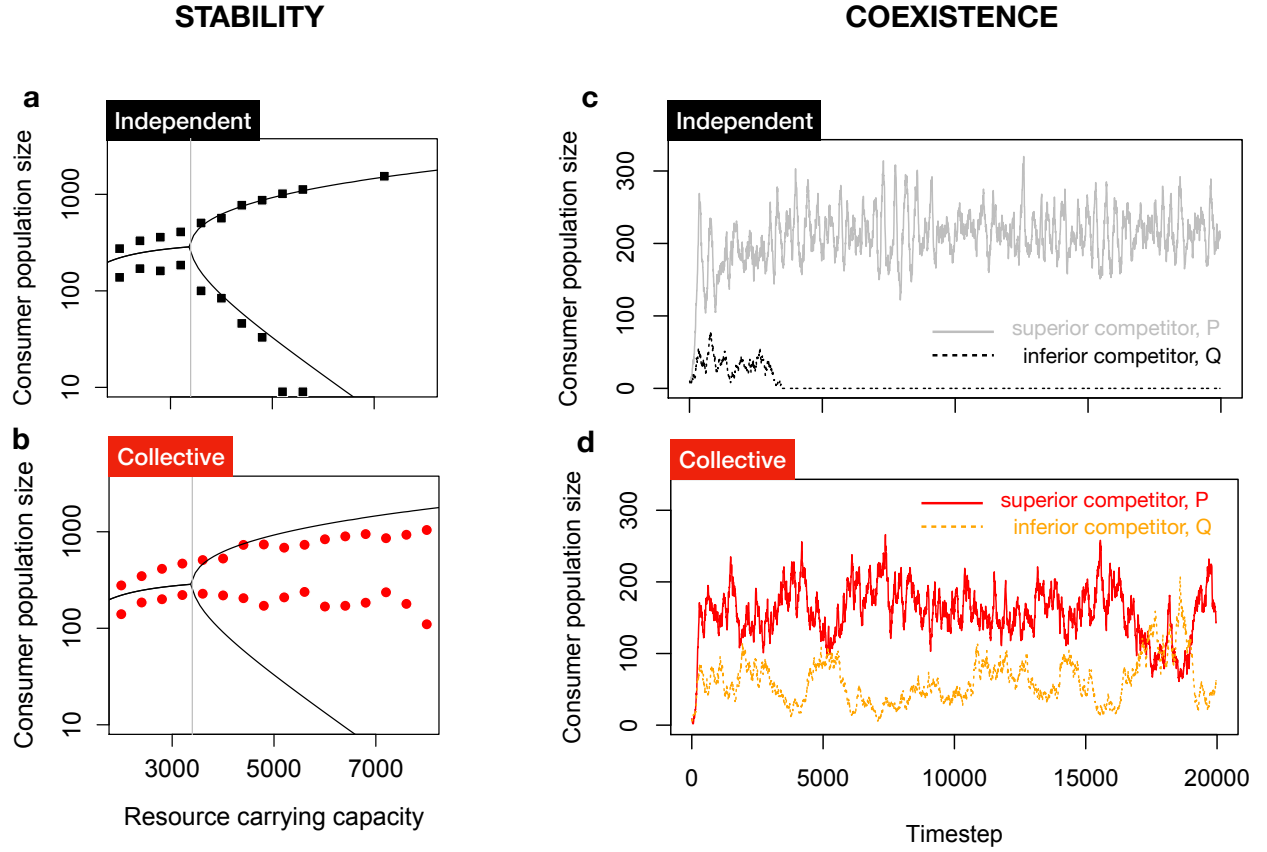 STABILITY
COEXISTENCE
a
Independent
Consumer population size
1000
100
10
b
Collective
Consumer population size
1000
100
10
3000
5000
7000
Resource carrying capacity
c
Independent
Consumer population size
300
200
100
0
superior competitor, P
inferior competitor, Q
d
Collective
Consumer population size
300
200
100
0
superior competitor, P
inferior competitor, Q
0
5000
10000
15000
20000
Timestep